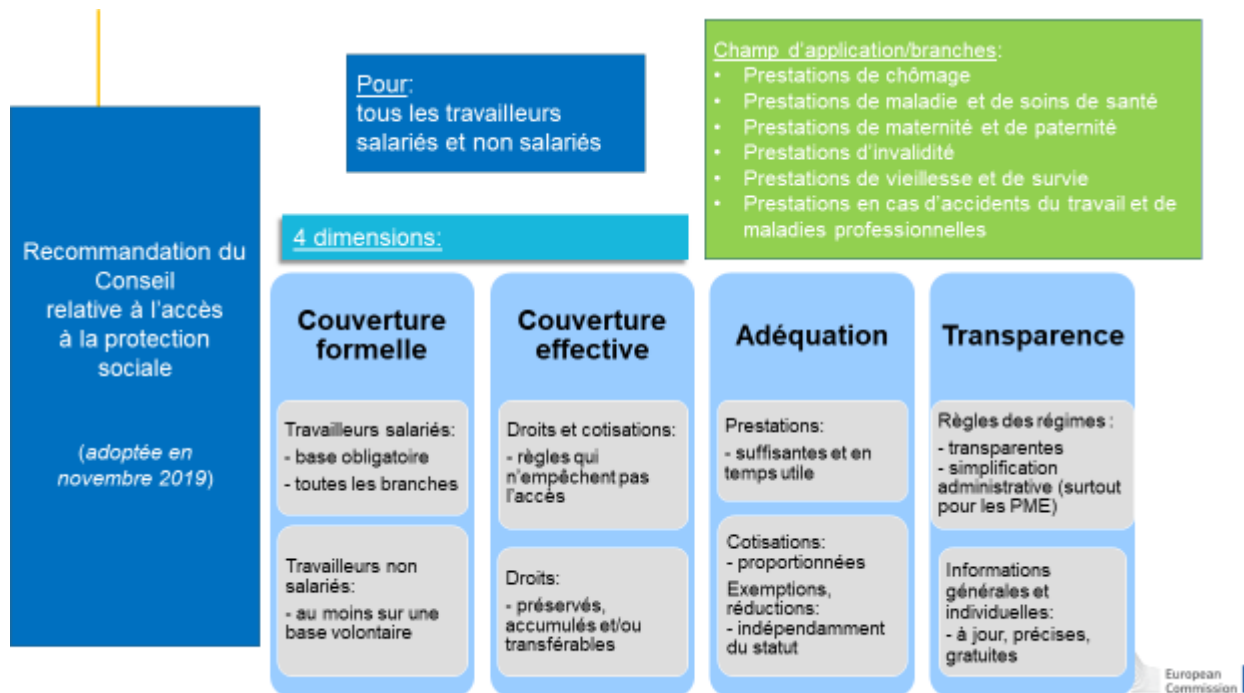 Pour:
tous les travailleurs
salariés et non salariés
Champ d'application/branches:
• Prestations de chômage
• Prestations de maladie et de soins de santé
• Prestations de maternité et de paternité
• Prestations d'invalidité
• Prestations de vieillesse et de survie
• Prestations en cas d'accidents du travail et de
maladies professionnelles
Recommandation du
Conseil
relative à l'accès
à la protection
sociale
(adoptée en
novembre 2019)
4 dimensions:
Couverture
formelle
Travailleurs salariés:
- base obligatoire
- toutes les branches
Travailleurs non
salariés:
- au moins sur une
base volontaire
Couverture
effective
Droits et cotisations:
- règles qui
n'empêchent pas
l'accès
Droits:
- préservés,
accumulés et/ou
transférables
Adéquation
Prestations:
- suffisantes et en
temps utile
Cotisations:
- proportionnées
Exemptions,
réductions:
- indépendamment
du statut
Transparence
Règles des régimes :
- transparentes
- simplification
administrative (surtout
pour les PME)
Informations
générales et
individuelles:
- à jour, précises,
gratuites
European
Commission